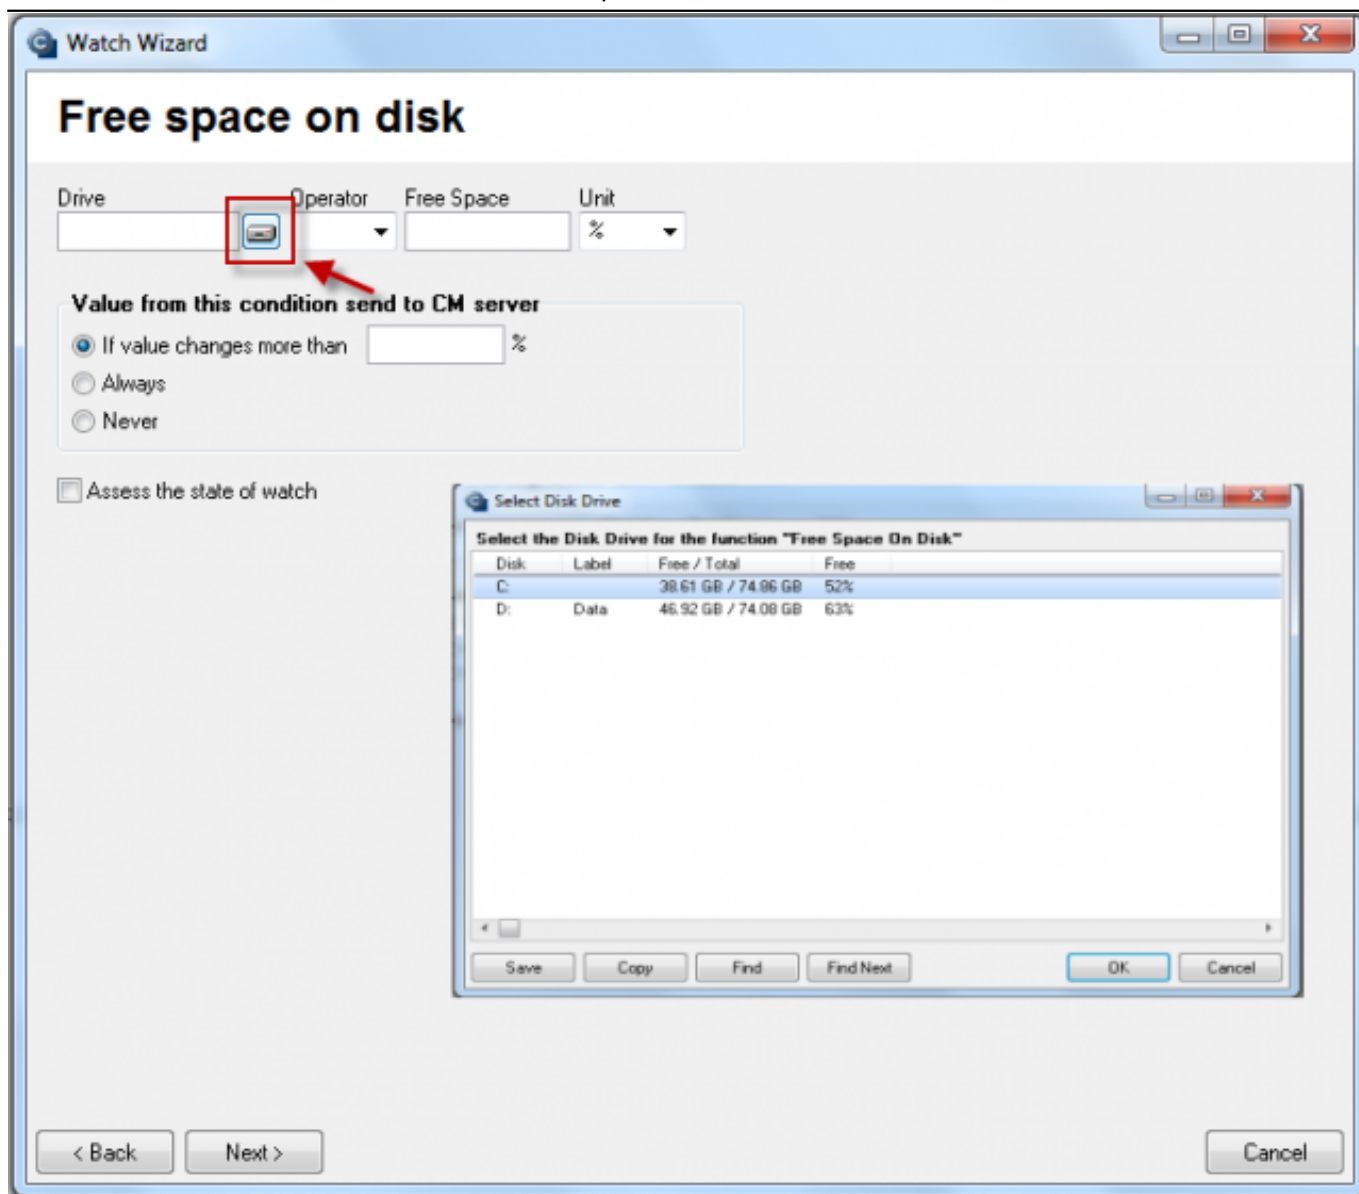 Watch Wizard
Free space on disk
Drive Operator Free Space Unit
%
Value from this condition send to CM server
If value changes more than %
Always
Never
Assess the state of watch
Select Disk Drive
Select the Disk Drive for the function "Free Space On Disk"
Disk Label Free / Total Free
C: 38.61 GB / 74.86 GB 52%
D: Data 46.92 GB / 74.08 GB 63%
Save Copy Find Find Next OK Cancel
< Back Next > Cancel